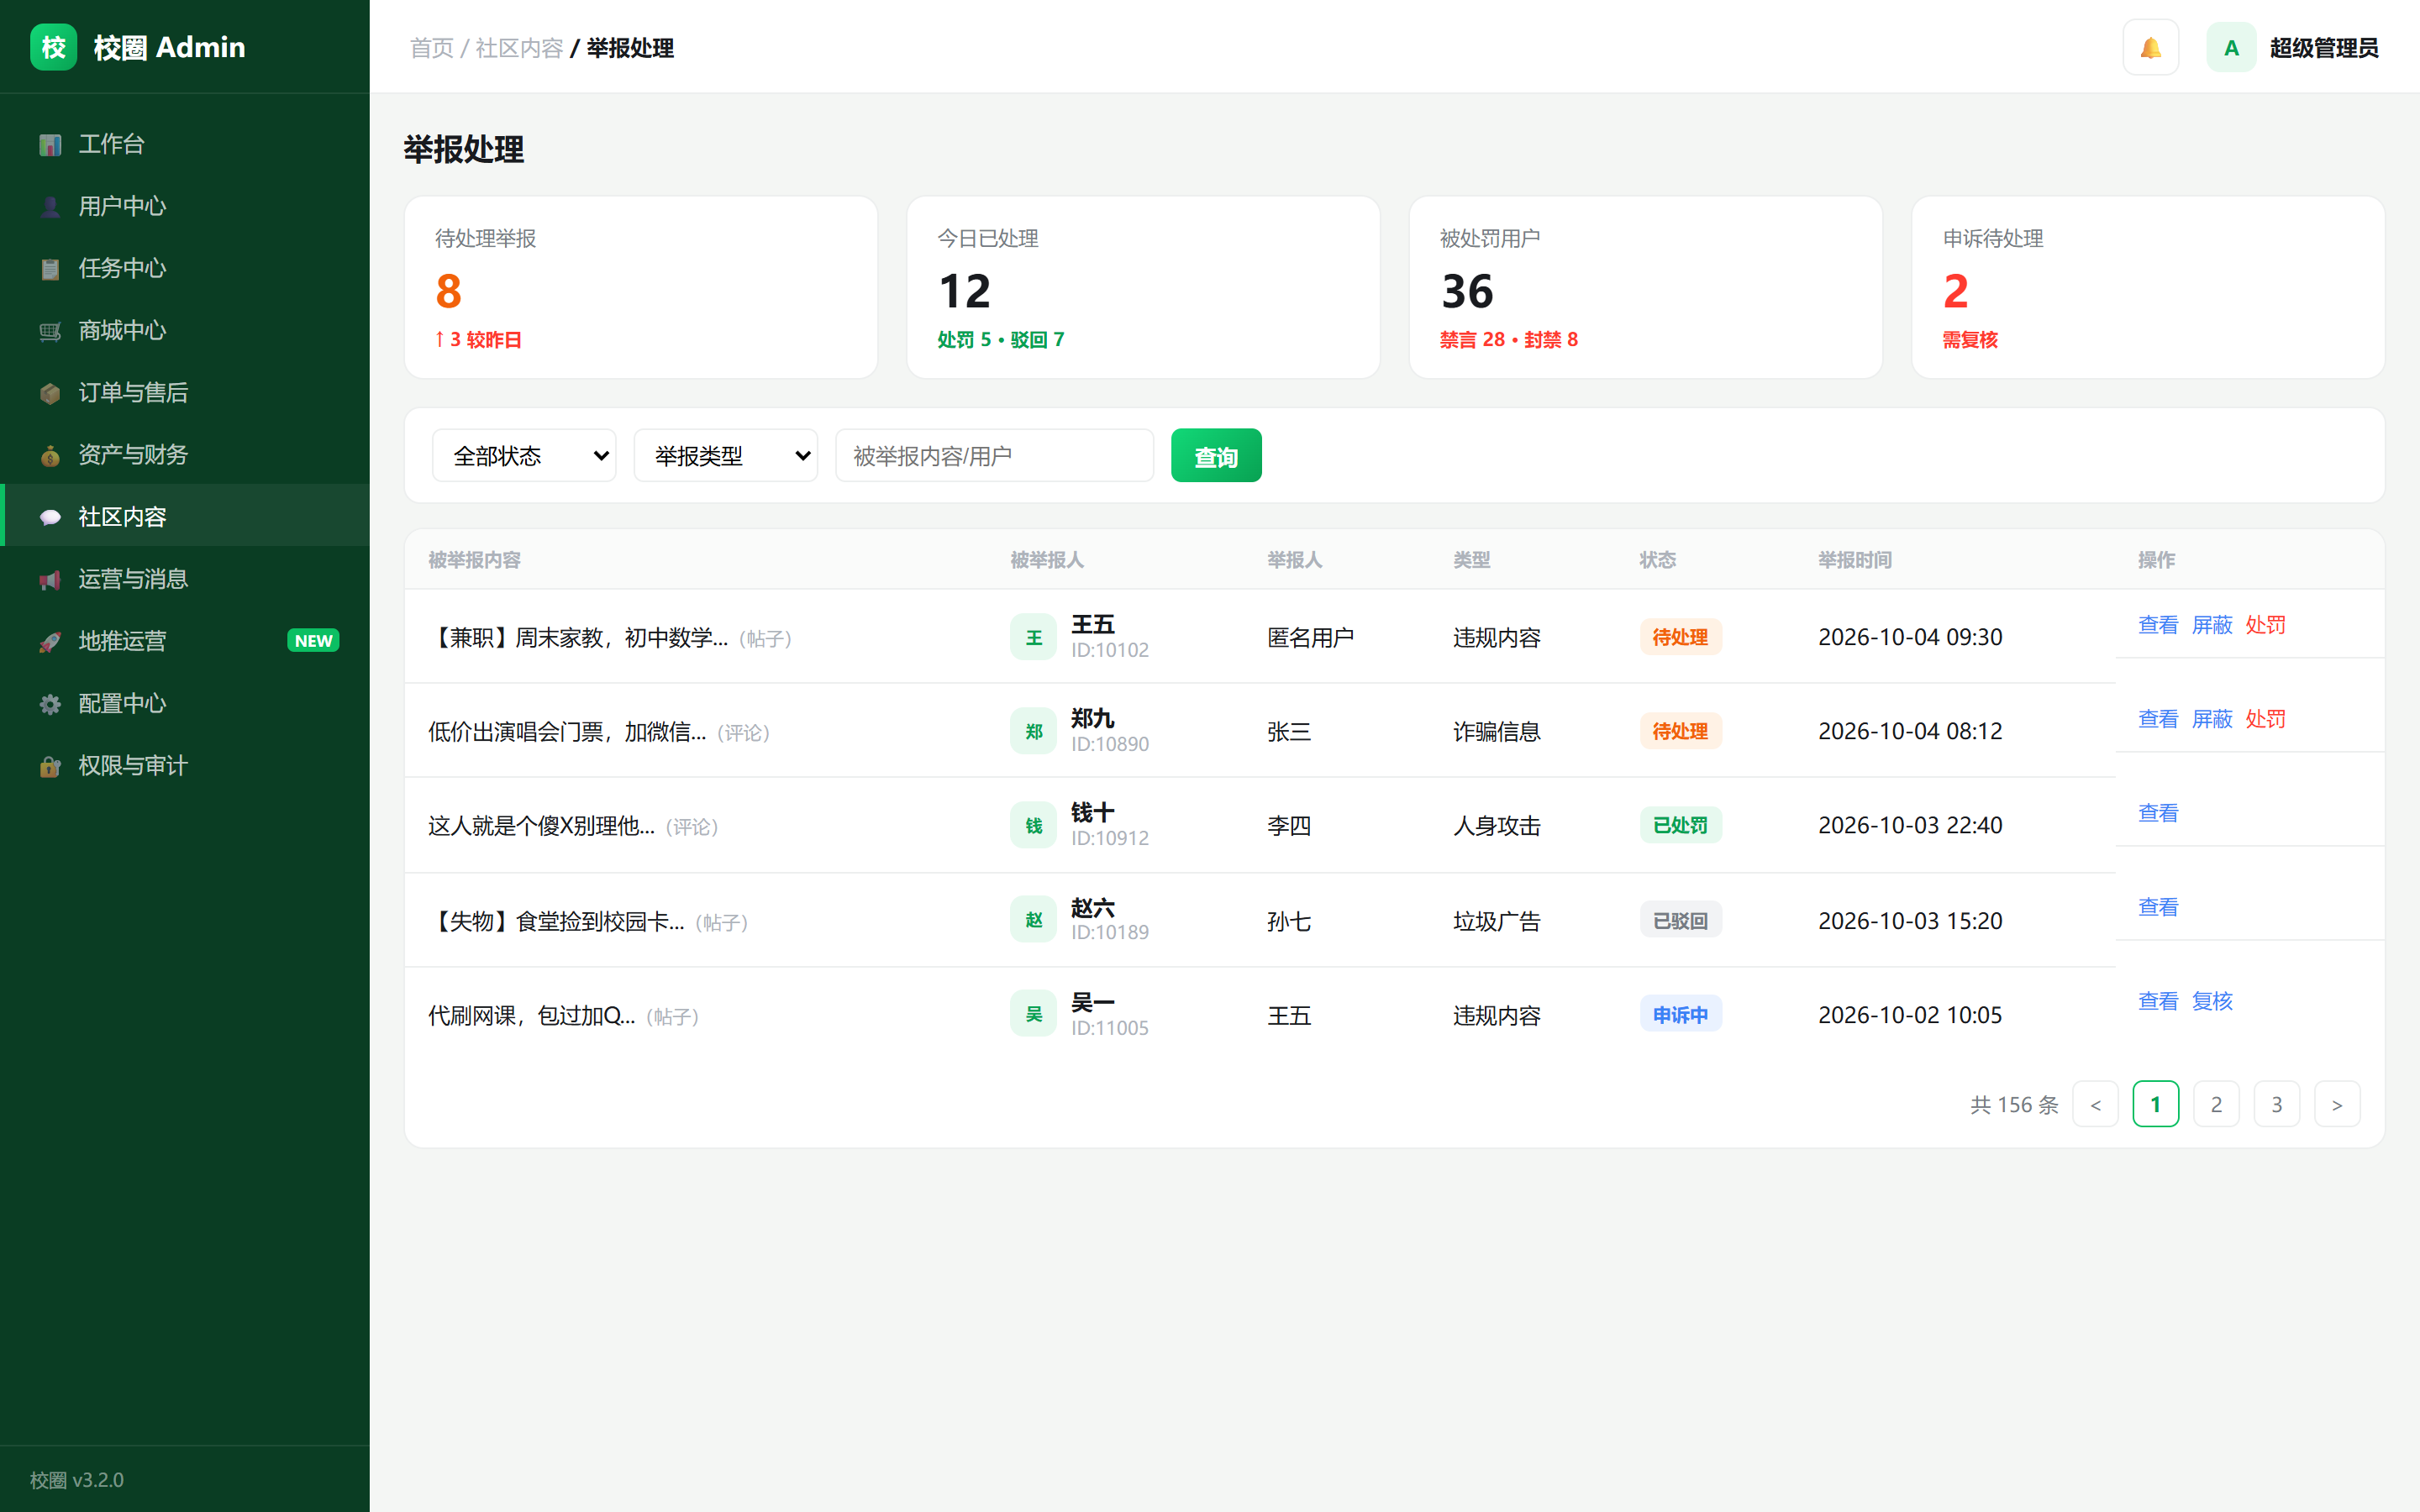 校 校圈 Admin
首页 / 社区内容 / 举报处理
A 超级管理员
工作台
用户中心
任务中心
商城中心
订单与售后
资产与财务
社区内容
运营与消息
地推运营 NEW
配置中心
权限与审计
校圈 v3.2.0
举报处理
待处理举报
8
↑ 3 较昨日
今日已处理
12
处罚 5 • 驳回 7
被处罚用户
36
禁言 28 • 封禁 8
申诉待处理
2
需复核
全部状态 举报类型 被举报内容/用户 查询
被举报内容 被举报人 举报人 类型 状态 举报时间 操作
【兼职】周末家教，初中数学... (帖子) 王 王五 ID:10102 匿名用户 违规内容 待处理 2026-10-04 09:30 查看 屏蔽 处罚
低价出演唱会门票，加微信... (评论) 郑 郑九 ID:10890 张三 诈骗信息 待处理 2026-10-04 08:12 查看 屏蔽 处罚
这人就是个傻X别理他... (评论) 钱 钱十 ID:10912 李四 人身攻击 已处罚 2026-10-03 22:40 查看
【失物】食堂捡到校园卡... (帖子) 赵 赵六 ID:10189 孙七 垃圾广告 已驳回 2026-10-03 15:20 查看
代刷网课，包过加Q... (帖子) 吴 吴一 ID:11005 王五 违规内容 申诉中 2026-10-02 10:05 查看 复核
共 156 条 < 1 2 3 >